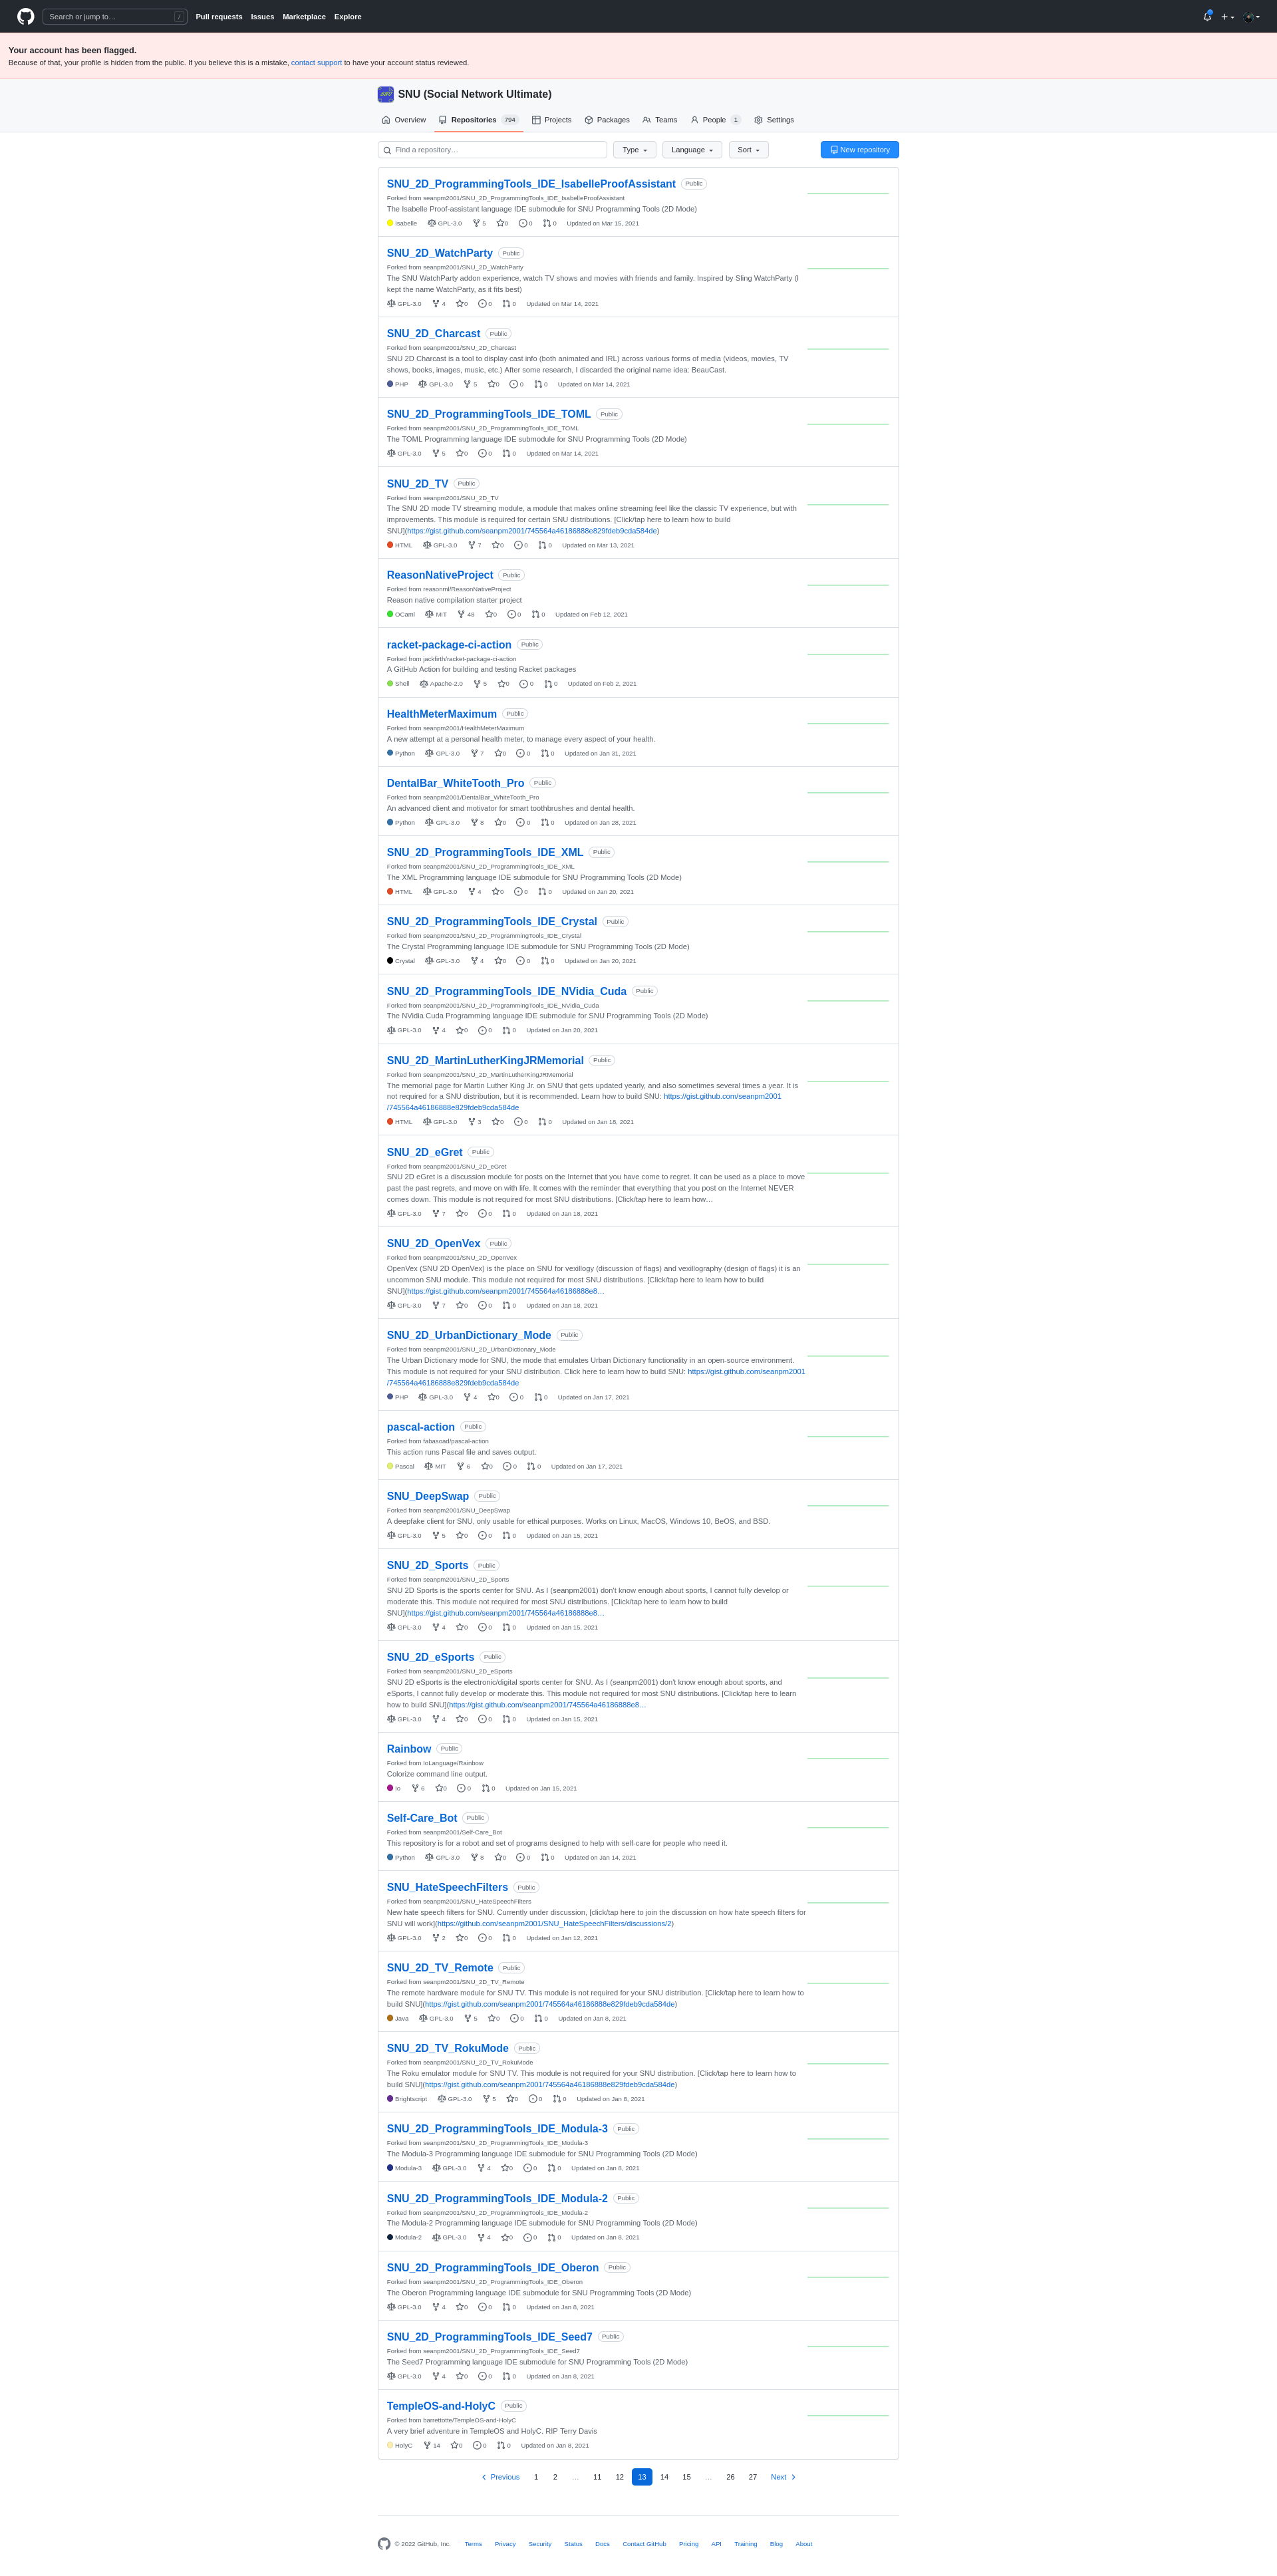 Search or jump to… /
Pull requests Issues Marketplace Explore
Your account has been flagged.
Because of that, your profile is hidden from the public. If you believe this is a mistake, contact support to have your account status reviewed.
SNU (Social Network Ultimate)
Overview Repositories 794 Projects Packages Teams People 1 Settings
Find a repository… Type Language Sort New repository
SNU_2D_ProgrammingTools_IDE_IsabelleProofAssistant Public
Forked from seanpm2001/SNU_2D_ProgrammingTools_IDE_IsabelleProofAssistant
The Isabelle Proof-assistant language IDE submodule for SNU Programming Tools (2D Mode)
Isabelle GPL-3.0 5 0 0 0 Updated on Mar 15, 2021
SNU_2D_WatchParty Public
Forked from seanpm2001/SNU_2D_WatchParty
The SNU WatchParty addon experience, watch TV shows and movies with friends and family. Inspired by Sling WatchParty (I
kept the name WatchParty, as it fits best)
GPL-3.0 4 0 0 0 Updated on Mar 14, 2021
SNU_2D_Charcast Public
Forked from seanpm2001/SNU_2D_Charcast
SNU 2D Charcast is a tool to display cast info (both animated and IRL) across various forms of media (videos, movies, TV
shows, books, images, music, etc.) After some research, I discarded the original name idea: BeauCast.
PHP GPL-3.0 5 0 0 0 Updated on Mar 14, 2021
SNU_2D_ProgrammingTools_IDE_TOML Public
Forked from seanpm2001/SNU_2D_ProgrammingTools_IDE_TOML
The TOML Programming language IDE submodule for SNU Programming Tools (2D Mode)
GPL-3.0 5 0 0 0 Updated on Mar 14, 2021
SNU_2D_TV Public
Forked from seanpm2001/SNU_2D_TV
The SNU 2D mode TV streaming module, a module that makes online streaming feel like the classic TV experience, but with
improvements. This module is required for certain SNU distributions. [Click/tap here to learn how to build
SNU](https://gist.github.com/seanpm2001/745564a46186888e829fdeb9cda584de)
HTML GPL-3.0 7 0 0 0 Updated on Mar 13, 2021
ReasonNativeProject Public
Forked from reasonml/ReasonNativeProject
Reason native compilation starter project
OCaml MIT 48 0 0 0 Updated on Feb 12, 2021
racket-package-ci-action Public
Forked from jackfirth/racket-package-ci-action
A GitHub Action for building and testing Racket packages
Shell Apache-2.0 5 0 0 0 Updated on Feb 2, 2021
HealthMeterMaximum Public
Forked from seanpm2001/HealthMeterMaximum
A new attempt at a personal health meter, to manage every aspect of your health.
Python GPL-3.0 7 0 0 0 Updated on Jan 31, 2021
DentalBar_WhiteTooth_Pro Public
Forked from seanpm2001/DentalBar_WhiteTooth_Pro
An advanced client and motivator for smart toothbrushes and dental health.
Python GPL-3.0 8 0 0 0 Updated on Jan 28, 2021
SNU_2D_ProgrammingTools_IDE_XML Public
Forked from seanpm2001/SNU_2D_ProgrammingTools_IDE_XML
The XML Programming language IDE submodule for SNU Programming Tools (2D Mode)
HTML GPL-3.0 4 0 0 0 Updated on Jan 20, 2021
SNU_2D_ProgrammingTools_IDE_Crystal Public
Forked from seanpm2001/SNU_2D_ProgrammingTools_IDE_Crystal
The Crystal Programming language IDE submodule for SNU Programming Tools (2D Mode)
Crystal GPL-3.0 4 0 0 0 Updated on Jan 20, 2021
SNU_2D_ProgrammingTools_IDE_NVidia_Cuda Public
Forked from seanpm2001/SNU_2D_ProgrammingTools_IDE_NVidia_Cuda
The NVidia Cuda Programming language IDE submodule for SNU Programming Tools (2D Mode)
GPL-3.0 4 0 0 0 Updated on Jan 20, 2021
SNU_2D_MartinLutherKingJRMemorial Public
Forked from seanpm2001/SNU_2D_MartinLutherKingJRMemorial
The memorial page for Martin Luther King Jr. on SNU that gets updated yearly, and also sometimes several times a year. It is
not required for a SNU distribution, but it is recommended. Learn how to build SNU: https://gist.github.com/seanpm2001
/745564a46186888e829fdeb9cda584de
HTML GPL-3.0 3 0 0 0 Updated on Jan 18, 2021
SNU_2D_eGret Public
Forked from seanpm2001/SNU_2D_eGret
SNU 2D eGret is a discussion module for posts on the Internet that you have come to regret. It can be used as a place to move
past the past regrets, and move on with life. It comes with the reminder that everything that you post on the Internet NEVER
comes down. This module is not required for most SNU distributions. [Click/tap here to learn how…
GPL-3.0 7 0 0 0 Updated on Jan 18, 2021
SNU_2D_OpenVex Public
Forked from seanpm2001/SNU_2D_OpenVex
OpenVex (SNU 2D OpenVex) is the place on SNU for vexillogy (discussion of flags) and vexillography (design of flags) it is an
uncommon SNU module. This module not required for most SNU distributions. [Click/tap here to learn how to build
SNU](https://gist.github.com/seanpm2001/745564a46186888e8…
GPL-3.0 7 0 0 0 Updated on Jan 18, 2021
SNU_2D_UrbanDictionary_Mode Public
Forked from seanpm2001/SNU_2D_UrbanDictionary_Mode
The Urban Dictionary mode for SNU, the mode that emulates Urban Dictionary functionality in an open-source environment.
This module is not required for your SNU distribution. Click here to learn how to build SNU: https://gist.github.com/seanpm2001
/745564a46186888e829fdeb9cda584de
PHP GPL-3.0 4 0 0 0 Updated on Jan 17, 2021
pascal-action Public
Forked from fabasoad/pascal-action
This action runs Pascal file and saves output.
Pascal MIT 6 0 0 0 Updated on Jan 17, 2021
SNU_DeepSwap Public
Forked from seanpm2001/SNU_DeepSwap
A deepfake client for SNU, only usable for ethical purposes. Works on Linux, MacOS, Windows 10, BeOS, and BSD.
GPL-3.0 5 0 0 0 Updated on Jan 15, 2021
SNU_2D_Sports Public
Forked from seanpm2001/SNU_2D_Sports
SNU 2D Sports is the sports center for SNU. As I (seanpm2001) don't know enough about sports, I cannot fully develop or
moderate this. This module not required for most SNU distributions. [Click/tap here to learn how to build
SNU](https://gist.github.com/seanpm2001/745564a46186888e8…
GPL-3.0 4 0 0 0 Updated on Jan 15, 2021
SNU_2D_eSports Public
Forked from seanpm2001/SNU_2D_eSports
SNU 2D eSports is the electronic/digital sports center for SNU. As I (seanpm2001) don't know enough about sports, and
eSports, I cannot fully develop or moderate this. This module not required for most SNU distributions. [Click/tap here to learn
how to build SNU](https://gist.github.com/seanpm2001/745564a46186888e8…
GPL-3.0 4 0 0 0 Updated on Jan 15, 2021
Rainbow Public
Forked from IoLanguage/Rainbow
Colorize command line output.
Io 6 0 0 0 Updated on Jan 15, 2021
Self-Care_Bot Public
Forked from seanpm2001/Self-Care_Bot
This repository is for a robot and set of programs designed to help with self-care for people who need it.
Python GPL-3.0 8 0 0 0 Updated on Jan 14, 2021
SNU_HateSpeechFilters Public
Forked from seanpm2001/SNU_HateSpeechFilters
New hate speech filters for SNU. Currently under discussion, [click/tap here to join the discussion on how hate speech filters for
SNU will work](https://github.com/seanpm2001/SNU_HateSpeechFilters/discussions/2)
GPL-3.0 2 0 0 0 Updated on Jan 12, 2021
SNU_2D_TV_Remote Public
Forked from seanpm2001/SNU_2D_TV_Remote
The remote hardware module for SNU TV. This module is not required for your SNU distribution. [Click/tap here to learn how to
build SNU](https://gist.github.com/seanpm2001/745564a46186888e829fdeb9cda584de)
Java GPL-3.0 5 0 0 0 Updated on Jan 8, 2021
SNU_2D_TV_RokuMode Public
Forked from seanpm2001/SNU_2D_TV_RokuMode
The Roku emulator module for SNU TV. This module is not required for your SNU distribution. [Click/tap here to learn how to
build SNU](https://gist.github.com/seanpm2001/745564a46186888e829fdeb9cda584de)
Brightscript GPL-3.0 5 0 0 0 Updated on Jan 8, 2021
SNU_2D_ProgrammingTools_IDE_Modula-3 Public
Forked from seanpm2001/SNU_2D_ProgrammingTools_IDE_Modula-3
The Modula-3 Programming language IDE submodule for SNU Programming Tools (2D Mode)
Modula-3 GPL-3.0 4 0 0 0 Updated on Jan 8, 2021
SNU_2D_ProgrammingTools_IDE_Modula-2 Public
Forked from seanpm2001/SNU_2D_ProgrammingTools_IDE_Modula-2
The Modula-2 Programming language IDE submodule for SNU Programming Tools (2D Mode)
Modula-2 GPL-3.0 4 0 0 0 Updated on Jan 8, 2021
SNU_2D_ProgrammingTools_IDE_Oberon Public
Forked from seanpm2001/SNU_2D_ProgrammingTools_IDE_Oberon
The Oberon Programming language IDE submodule for SNU Programming Tools (2D Mode)
GPL-3.0 4 0 0 0 Updated on Jan 8, 2021
SNU_2D_ProgrammingTools_IDE_Seed7 Public
Forked from seanpm2001/SNU_2D_ProgrammingTools_IDE_Seed7
The Seed7 Programming language IDE submodule for SNU Programming Tools (2D Mode)
GPL-3.0 4 0 0 0 Updated on Jan 8, 2021
TempleOS-and-HolyC Public
Forked from barrettotte/TempleOS-and-HolyC
A very brief adventure in TempleOS and HolyC. RIP Terry Davis
HolyC 14 0 0 0 Updated on Jan 8, 2021
Previous 1 2 … 11 12 13 14 15 … 26 27 Next
© 2022 GitHub, Inc. Terms Privacy Security Status Docs Contact GitHub Pricing API Training Blog About